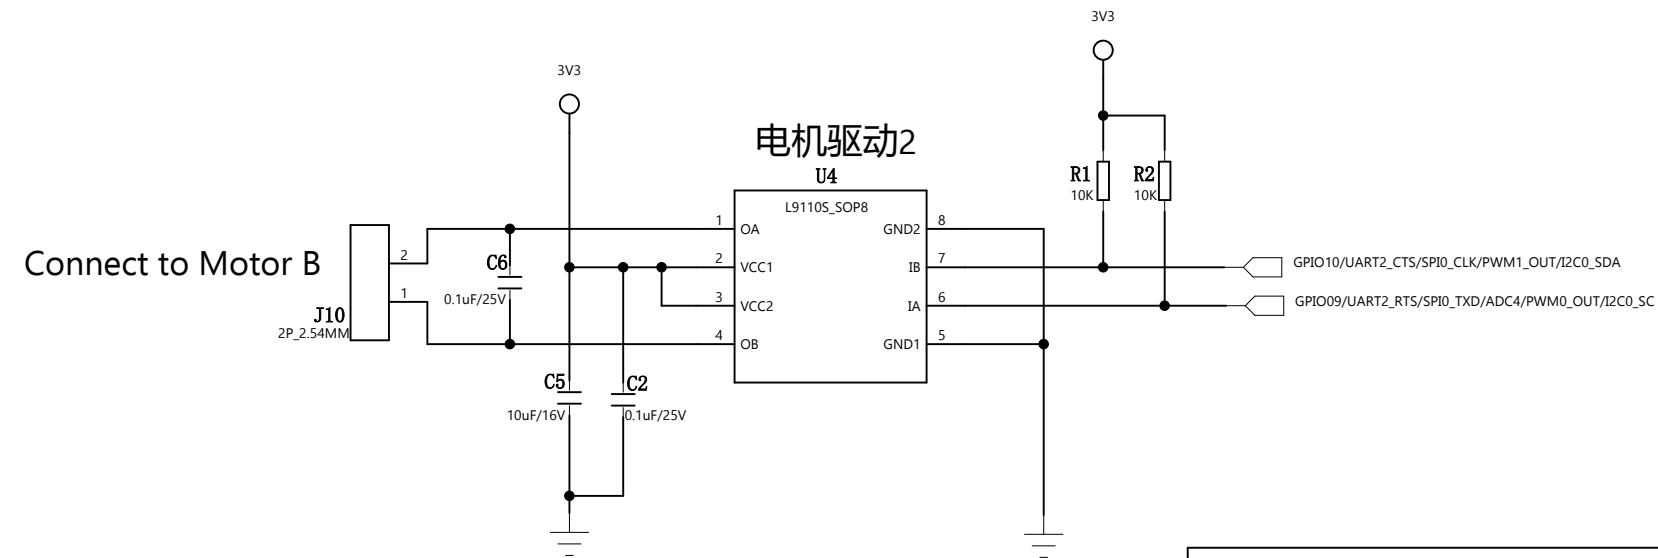 3V3
3V3
电机驱动2
U4
L9110S_SOP8
R1
10K
R2
10K
1
OA
GND2
8
Connect to Motor B
2
C6
0.1uF/25V
2
VCC1
IB
7
GPIO10/UART2_CTS/SPI0_CLK/PWM1_OUT/I2C0_SDA
1
3
VCC2
IA
6
GPIO09/UART2_RTS/SPI0_TXD/ADC4/PWM0_OUT/I2C0_SC
J10
2P_2.54MM
4
OB
GND1
5
C5
10uF/16V
C2
0.1uF/25V